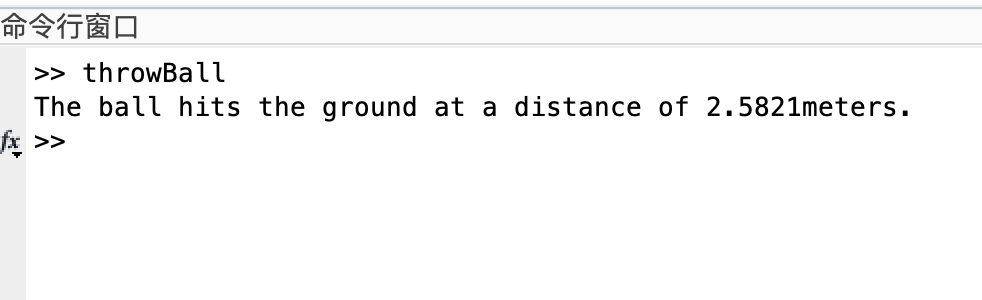 命令行窗口
>> throwBall
The ball hits the ground at a distance of 2.5821meters.
fx >>